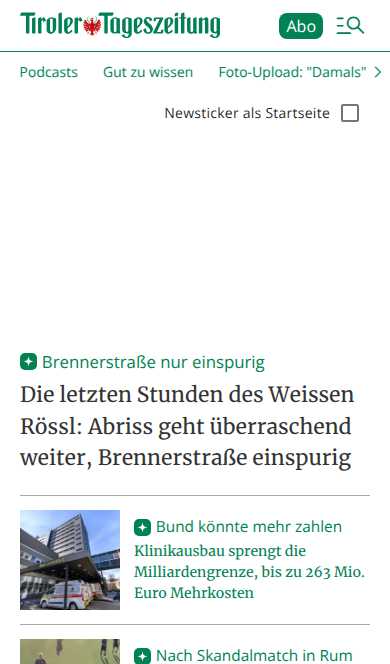 Tiroler Tageszeitung
Abo
Podcasts Gut zu wissen Foto-Upload: "Damals"
Newsticker als Startseite
Brennerstraße nur einspurig
Die letzten Stunden des Weissen
Rössl: Abriss geht überraschend
weiter, Brennerstraße einspurig
Bund könnte mehr zahlen
Klinikausbau sprengt die
Milliardengrenze, bis zu 263 Mio.
Euro Mehrkosten
Nach Skandalmatch in Rum